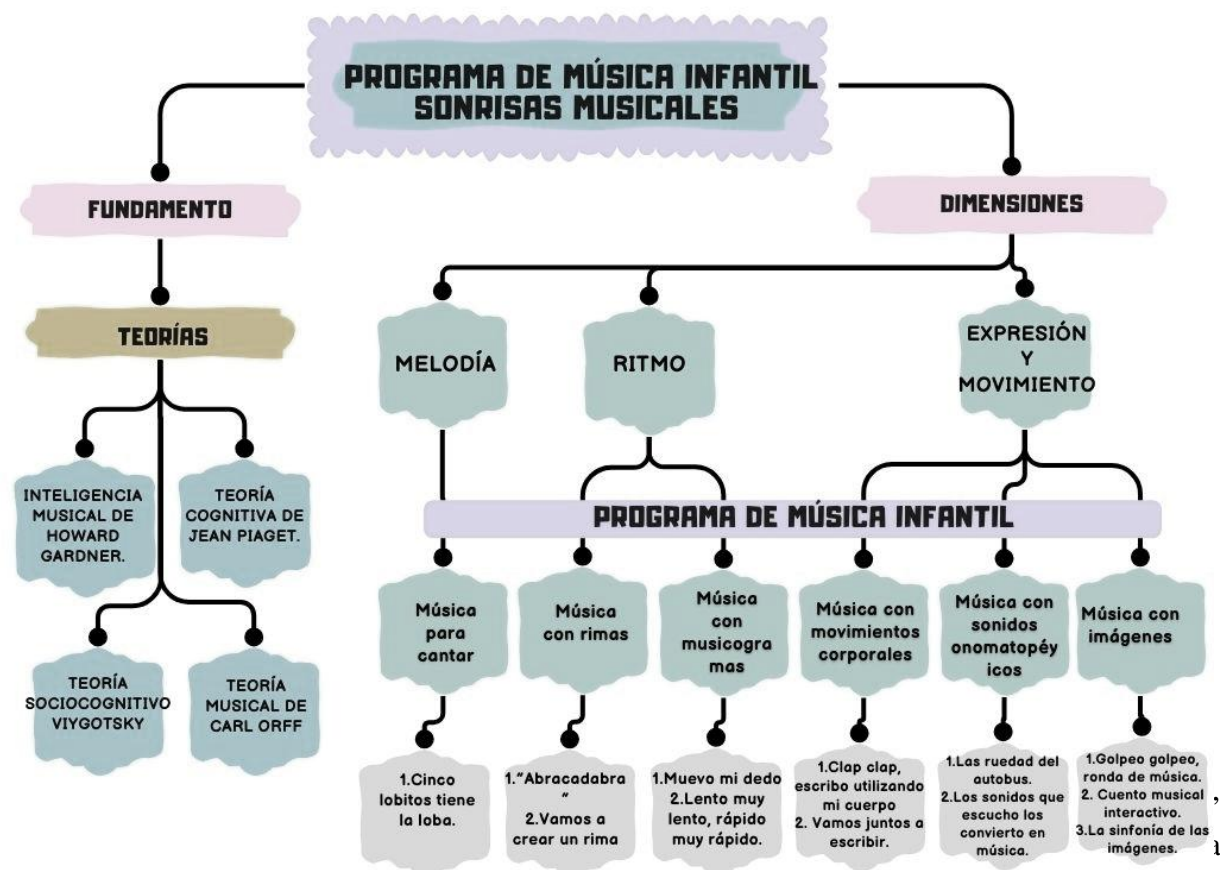 PROGRAMA DE MÚSICA INFANTIL
SONRISAS MUSICALES
FUNDAMENTO
DIMENSIONES
TEORÍAS
MELODÍA
RITMO
EXPRESIÓN
Y
MOVIMIENTO
INTELIGENCIA
MUSICAL DE
HOWARD
GARDNER.
TEORÍA
COGNITIVA DE
JEAN PIAGET.
TEORÍA
SOCIOCOGNITIVO
VIYGOTSKY
TEORÍA
MUSICAL DE
CARL ORFF
PROGRAMA DE MÚSICA INFANTIL
Música
para
cantar
Música
con rimas
Música
con
musicogra
mas
Música con
movimientos
corporales
Música con
sonidos
onomatopéy
icos
Música con
imágenes
1.Cinco
lobitos tiene
la loba.
1."Abracadabra
"
2.Vamos a
crear un rima
1.Muevo mi dedo
2.Lento muy
lento, rápido
muy rápido.
1.Clap clap,
escribo utilizando
mi cuerpo
2. Vamos juntos a
escribir.
1.Las ruedad del
autobus.
2.Los sonidos que
escucho los
convierto en
música.
1.Golpeo golpeo,
ronda de música.
2. Cuento musical
interactivo.
3.La sinfonía de las
imágenes.
,
a